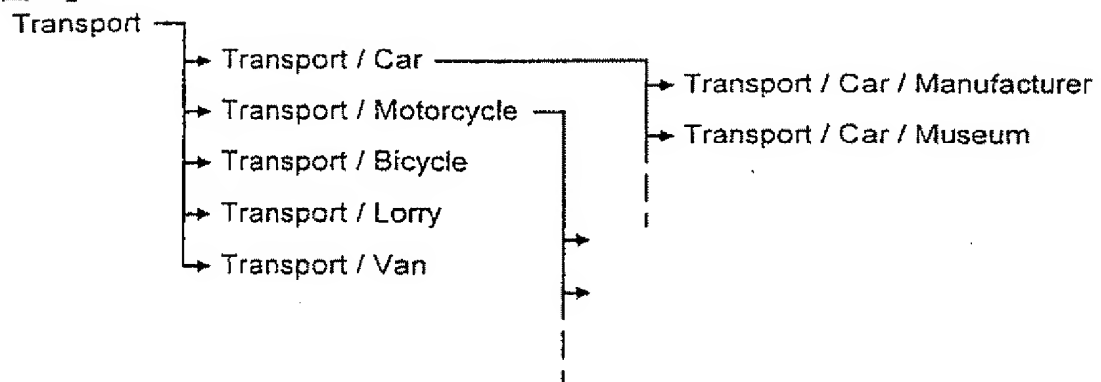 Transport
Transport / Car
Transport / Car / Manufacturer
Transport / Motorcycle
Transport / Car / Museum
Transport / Bicycle
Transport / Lorry
Transport / Van